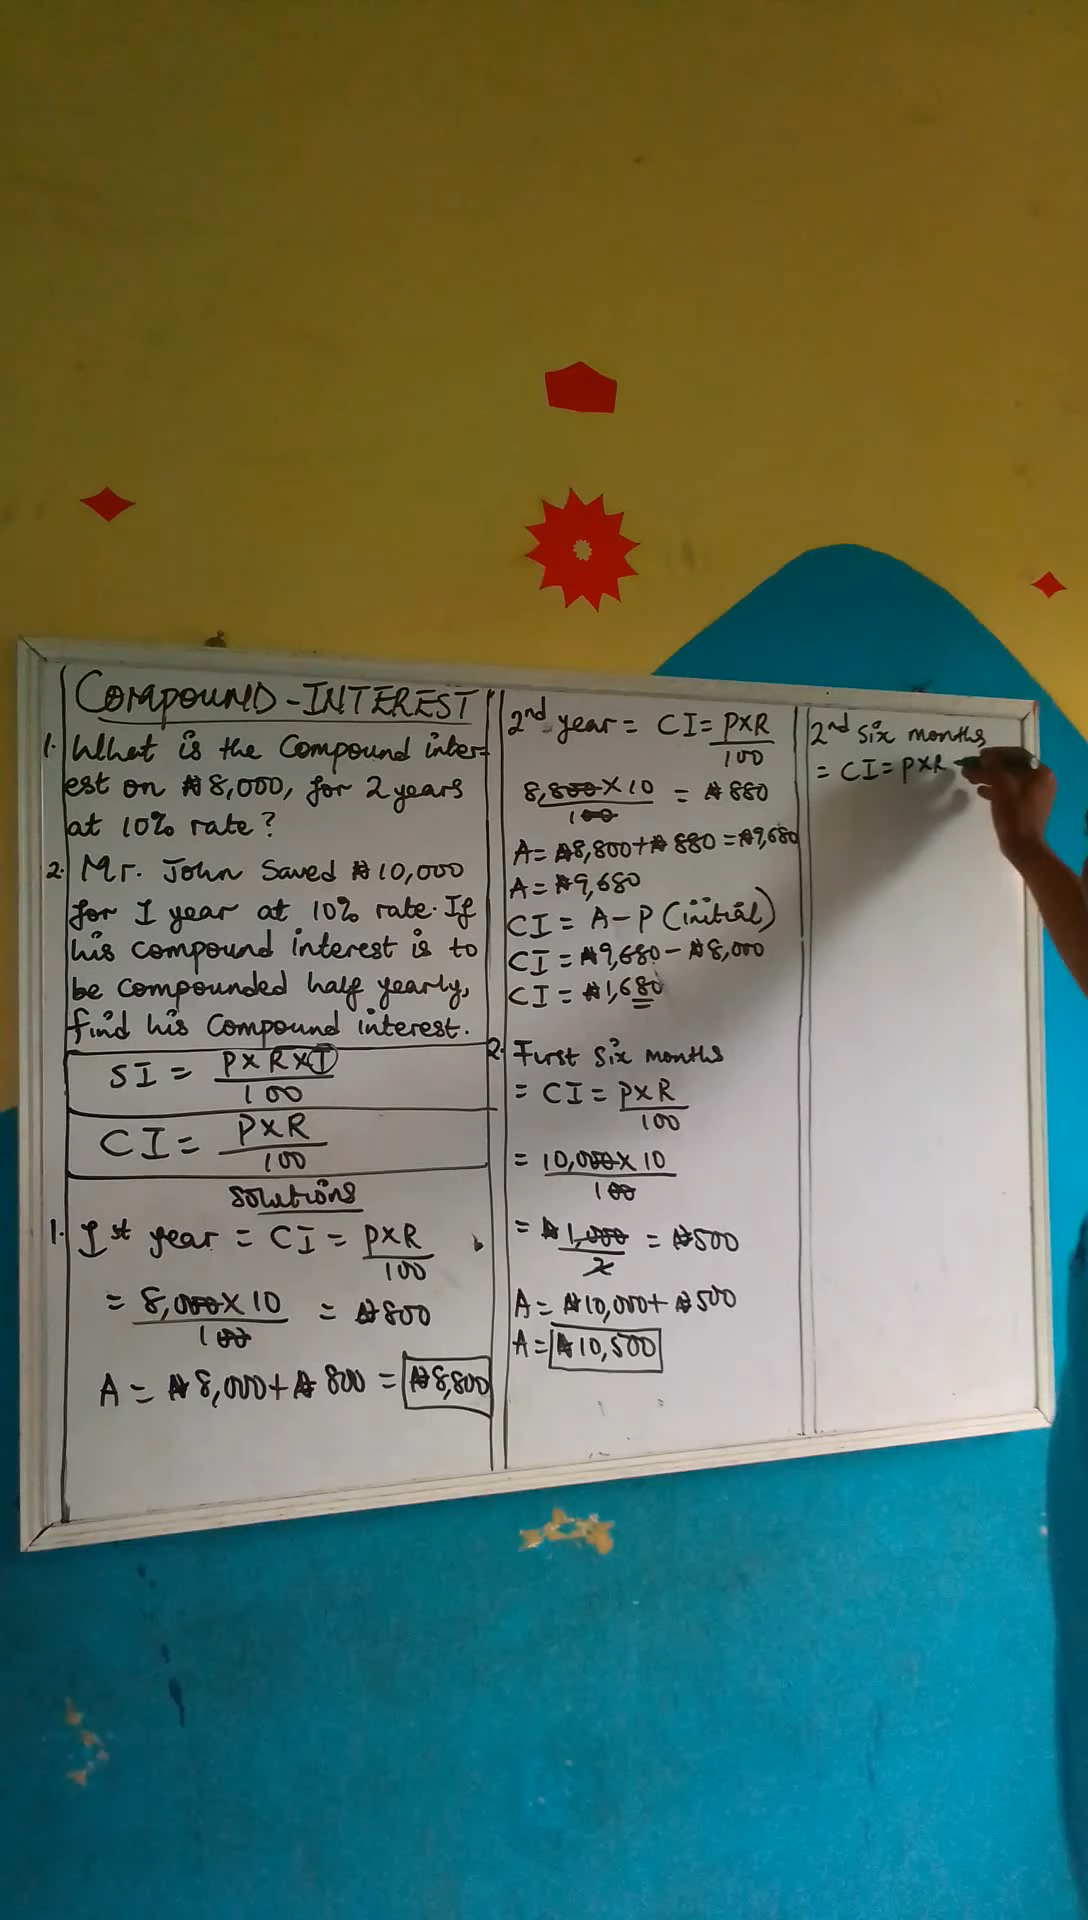 COMPOUND-INTEREST
1. What is the Compound inter-
est on ₦8,000, for 2 years
at 10% rate?
2. Mr. John Saved ₦10,000
for 1 year at 10% rate. If
his compound interest is to
be compounded half yearly,
find his compound interest.
SI = P×R×T
100
CI = P×R
100
Solutions
1. 1st year = CI = P×R
100
= 8,000×10 = ₦800
100
A = ₦8,000+₦800 = ₦8,800
2nd year = CI = P×R
100
8,800×10 = ₦880
100
A = ₦8,800+₦880 = ₦9,680
A = ₦9,680
CI = A-P (initial)
CI = ₦9,680-₦8,000
CI = ₦1,680
2. First six months
= CI = P×R
100
= 10,000×10
100
= ₦1,000 = ₦500
2
A = ₦10,000+₦500
A = ₦10,500
2nd six months
= CI = P×R